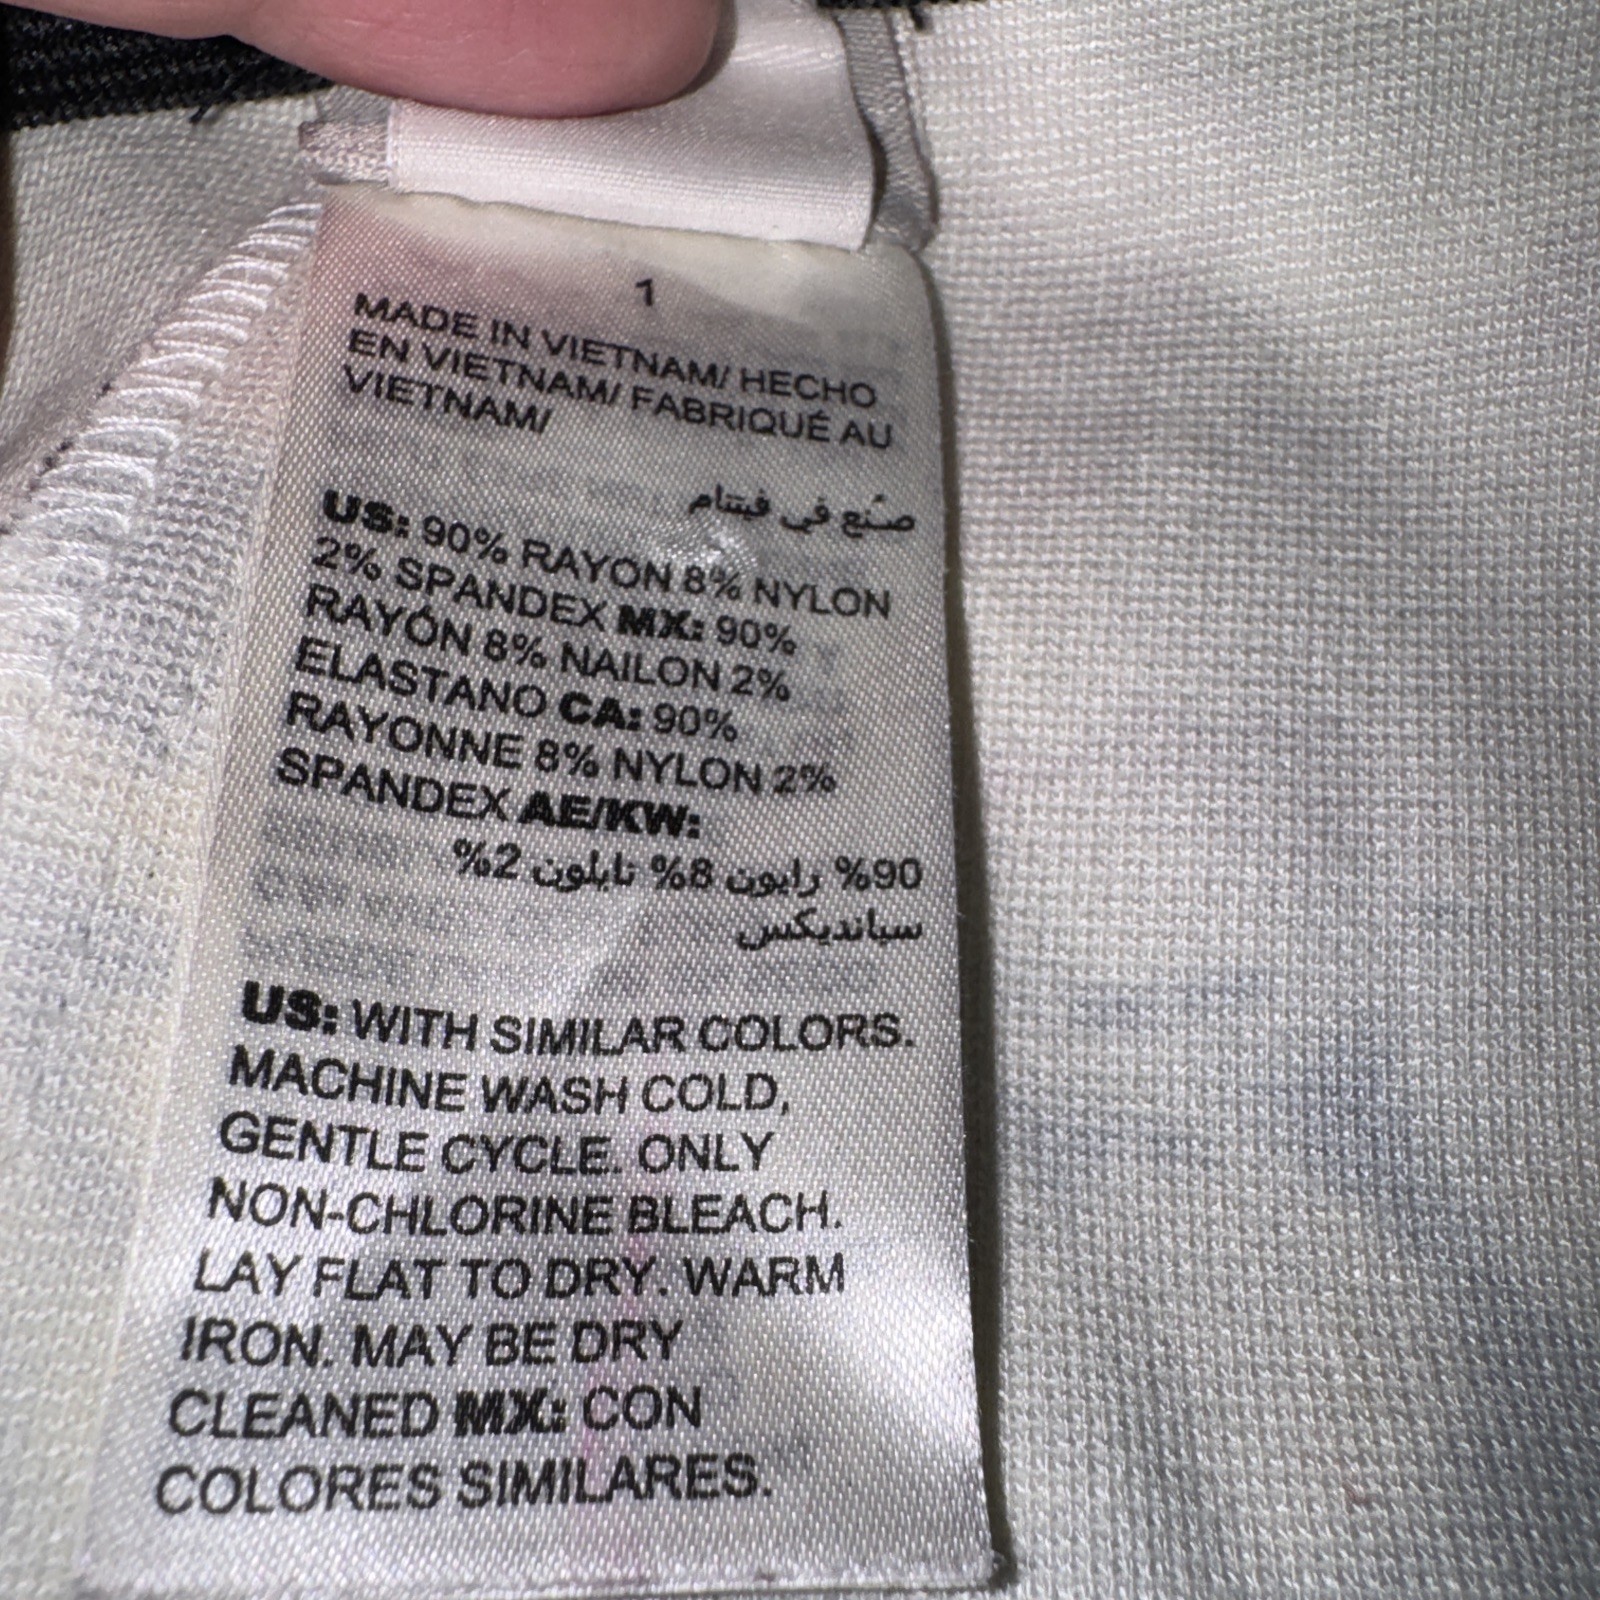 1
MADE IN VIETNAM/ HECHO
EN VIETNAM/ FABRIQUÉ AU
VIETNAM/
صُنع في فيتنام
US: 90% RAYON 8% NYLON
2% SPANDEX MX: 90%
RAYÓN 8% NAILON 2%
ELASTANO CA: 90%
RAYONNE 8% NYLON 2%
SPANDEX AE/KW:
90% رايون 8% نايلون 2%
سبانديكس
US: WITH SIMILAR COLORS.
MACHINE WASH COLD,
GENTLE CYCLE. ONLY
NON-CHLORINE BLEACH.
LAY FLAT TO DRY. WARM
IRON. MAY BE DRY
CLEANED MX: CON
COLORES SIMILARES.